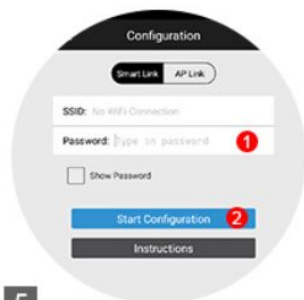 Configuration
Smart Link AP Link
SSID: No WiFi Connection
Password: Type in password 1
Show Password
Start Configuration 2
Instructions
5